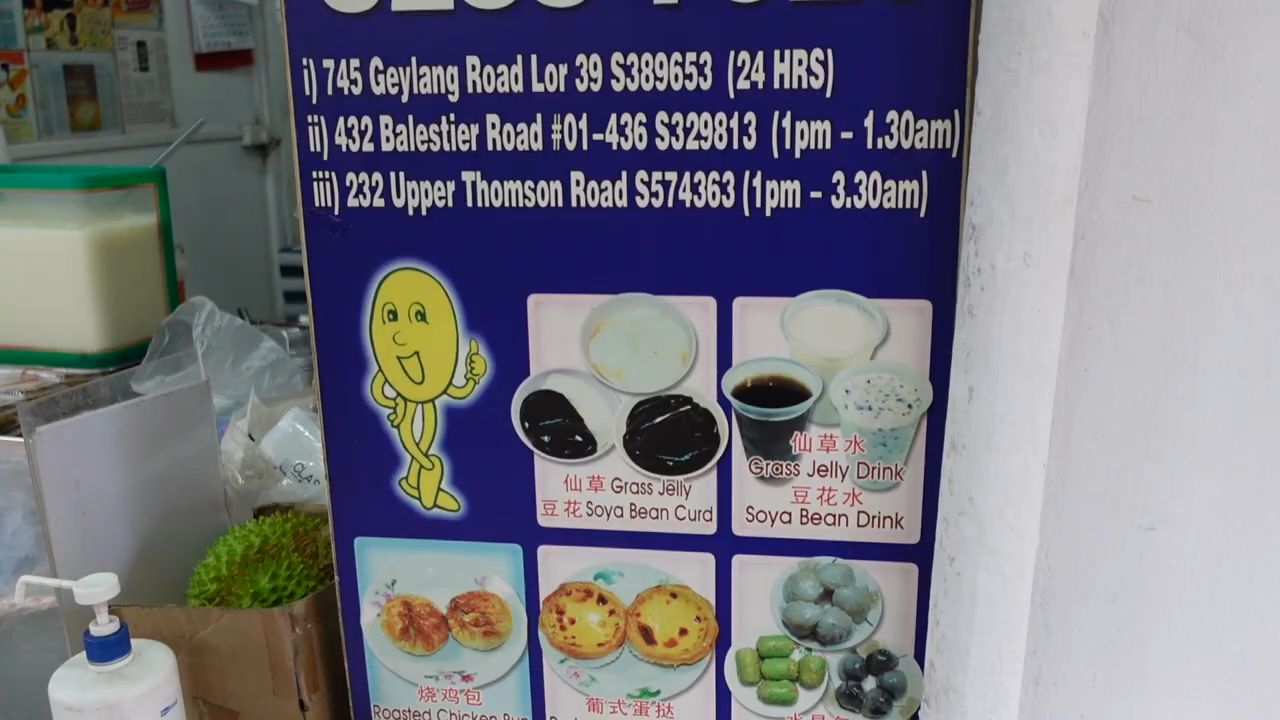 i) 745 Geylang Road Lor 39 S389653 (24 HRS)
ii) 432 Balestier Road #01-436 S329813 (1pm - 1.30am)
iii) 232 Upper Thomson Road S574363 (1pm - 3.30am)
仙草 Grass Jelly
豆花 Soya Bean Curd
仙草水
Grass Jelly Drink
豆花水
Soya Bean Drink
烧鸡包
Roasted Chicken Bun
葡式蛋挞